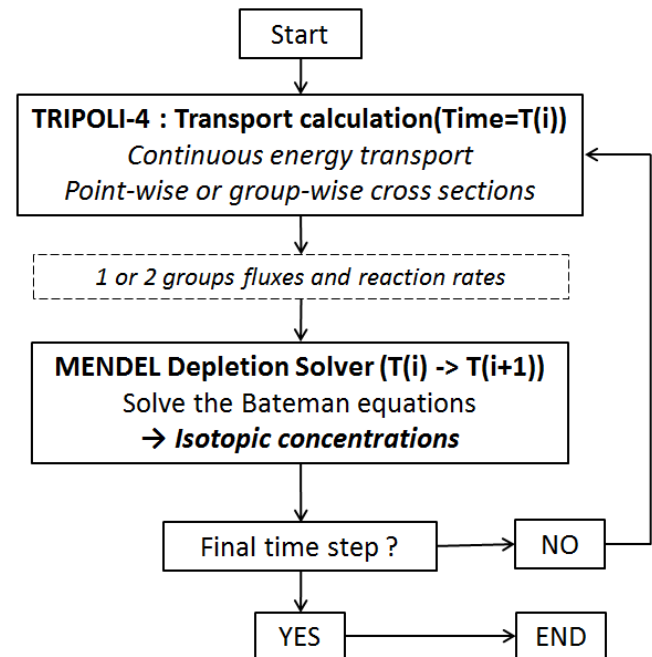 Start
TRIPOLI-4 : Transport calculation(Time=T(i))
Continuous energy transport
Point-wise or group-wise cross sections
1 or 2 groups fluxes and reaction rates
MENDEL Depletion Solver (T(i) -> T(i+1))
Solve the Bateman equations
→ Isotopic concentrations
Final time step ?
NO
YES
END